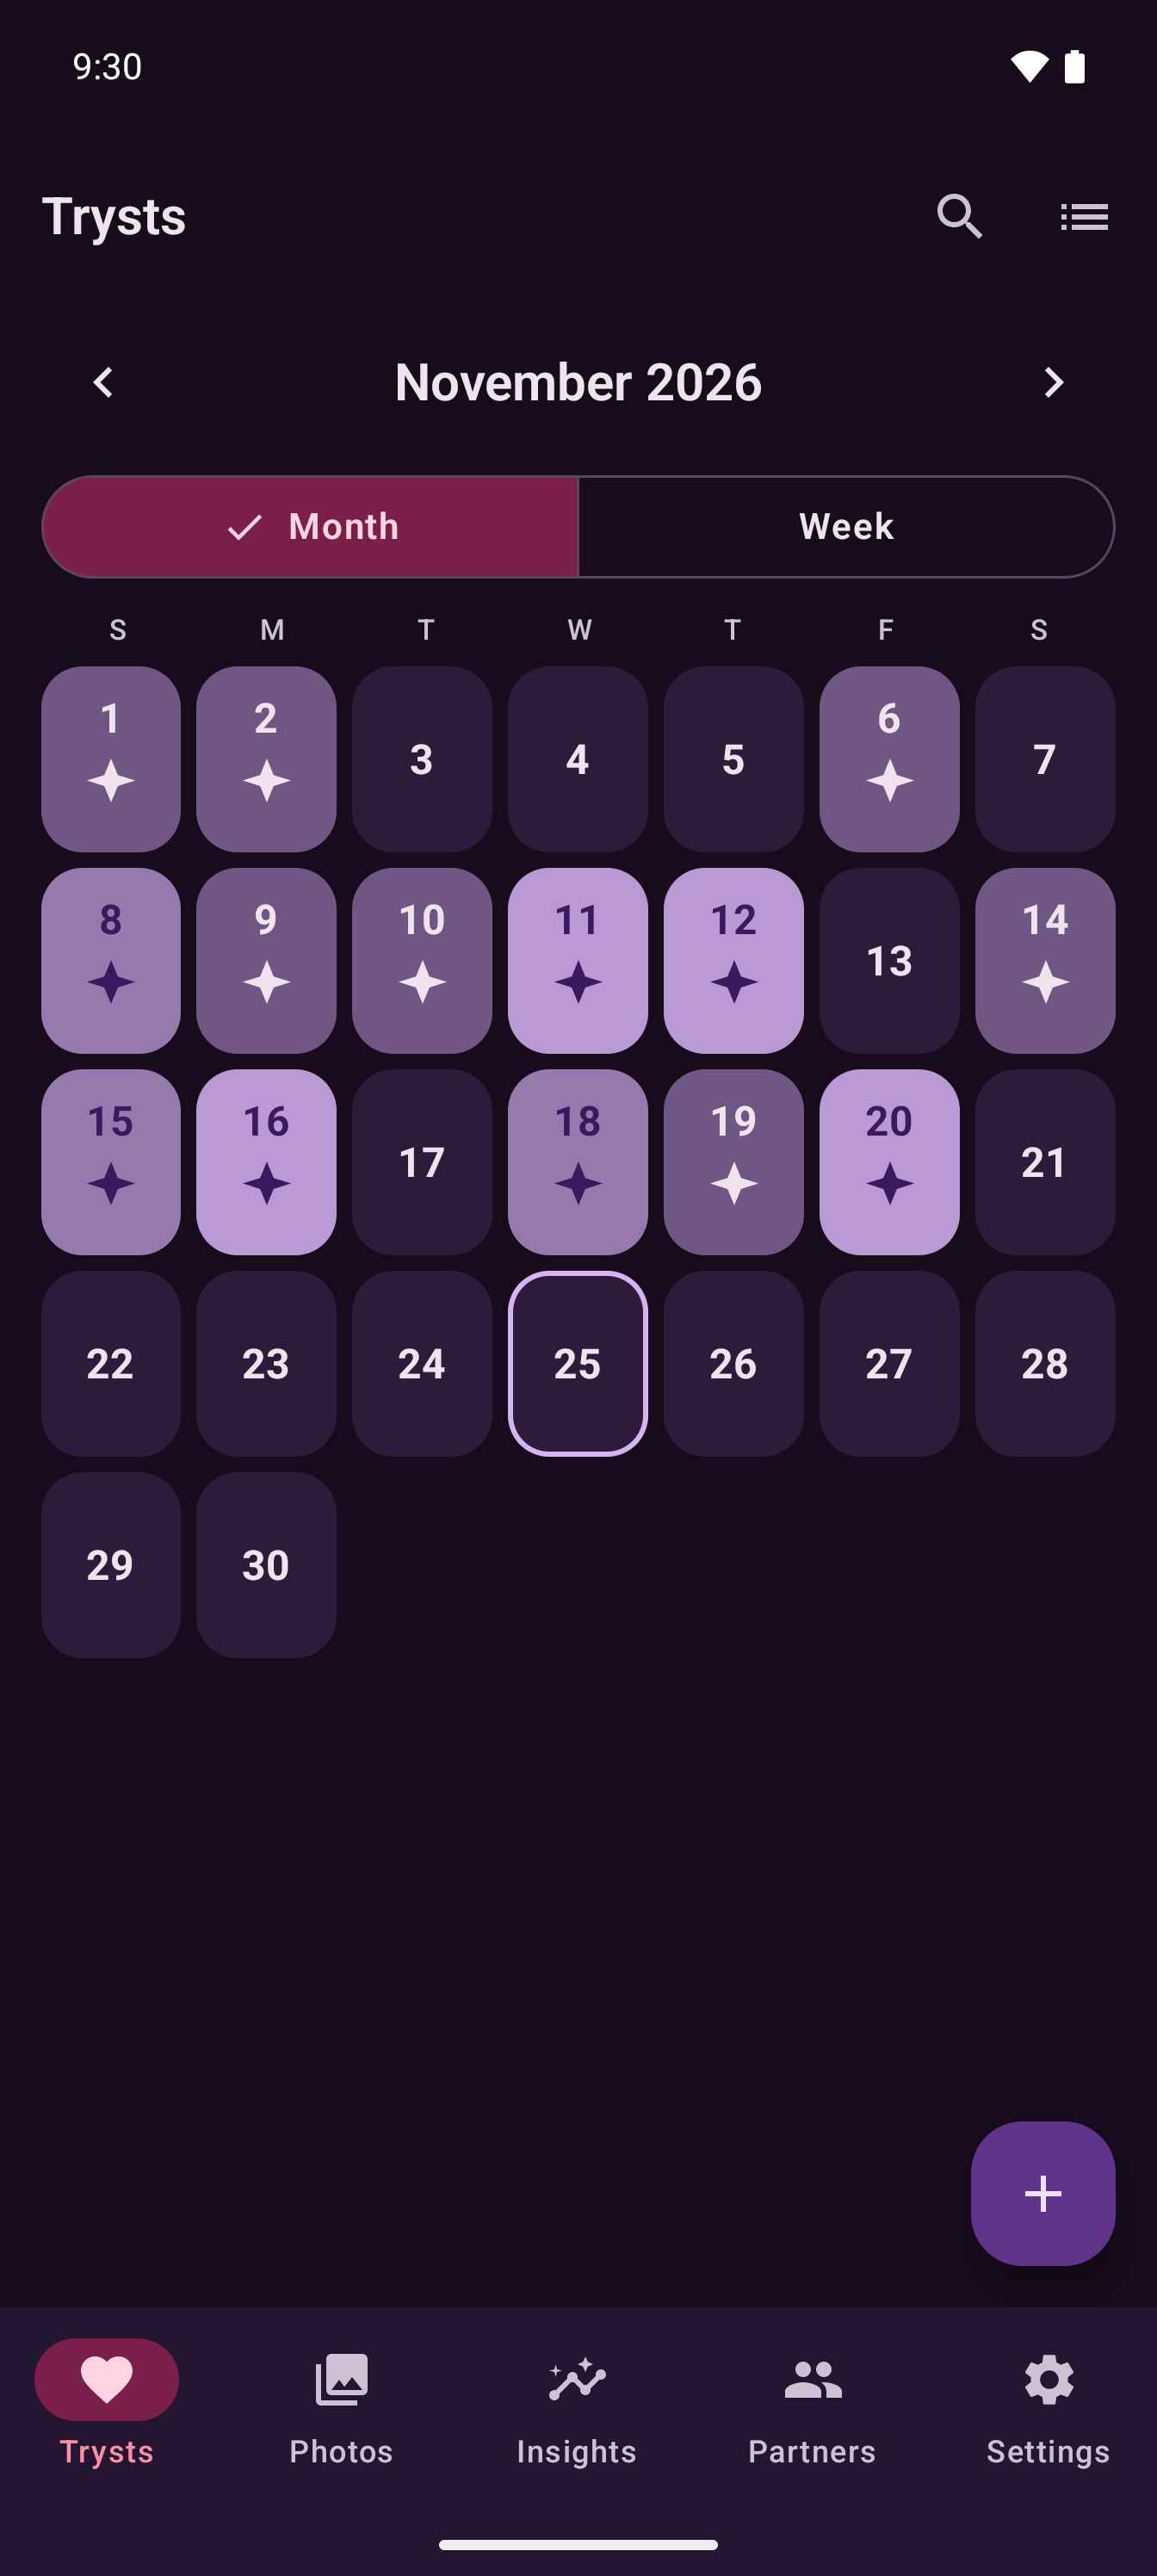 9:30
Trysts
November 2026
Month Week
S M T W T F S
1 2 3 4 5 6 7
8 9 10 11 12 13 14
15 16 17 18 19 20 21
22 23 24 25 26 27 28
29 30
Trysts Photos Insights Partners Settings